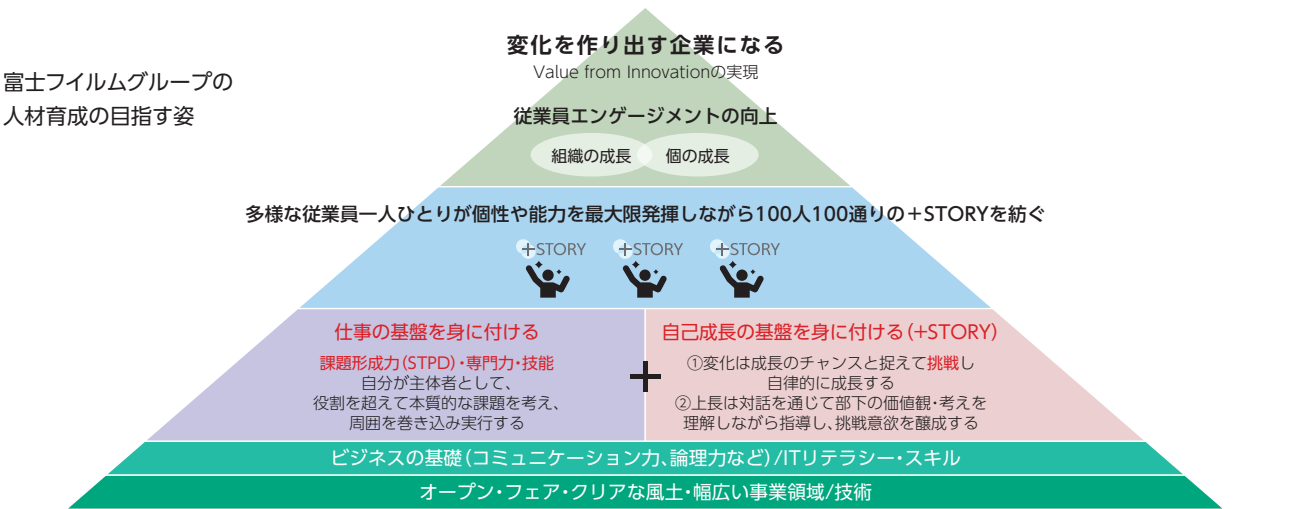 富士フイルムグループの
人材育成の目指す姿
変化を作り出す企業になる
Value from Innovationの実現
従業員エンゲージメントの向上
組織の成長 個の成長
多様な従業員一人ひとりが個性や能力を最大限発揮しながら100人100通りの＋STORYを紡ぐ
＋STORY ＋STORY ＋STORY
仕事の基盤を身に付ける
課題形成力(STPD)・専門力・技能
自分が主体者として、
役割を超えて本質的な課題を考え、
周囲を巻き込み実行する
＋
自己成長の基盤を身に付ける(+STORY)
①変化は成長のチャンスと捉えて挑戦し
自律的に成長する
②上長は対話を通じて部下の価値観・考えを
理解しながら指導し、挑戦意欲を醸成する
ビジネスの基礎(コミュニケーション力、論理力など)/ITリテラシー・スキル
オープン・フェア・クリアな風土・幅広い事業領域/技術